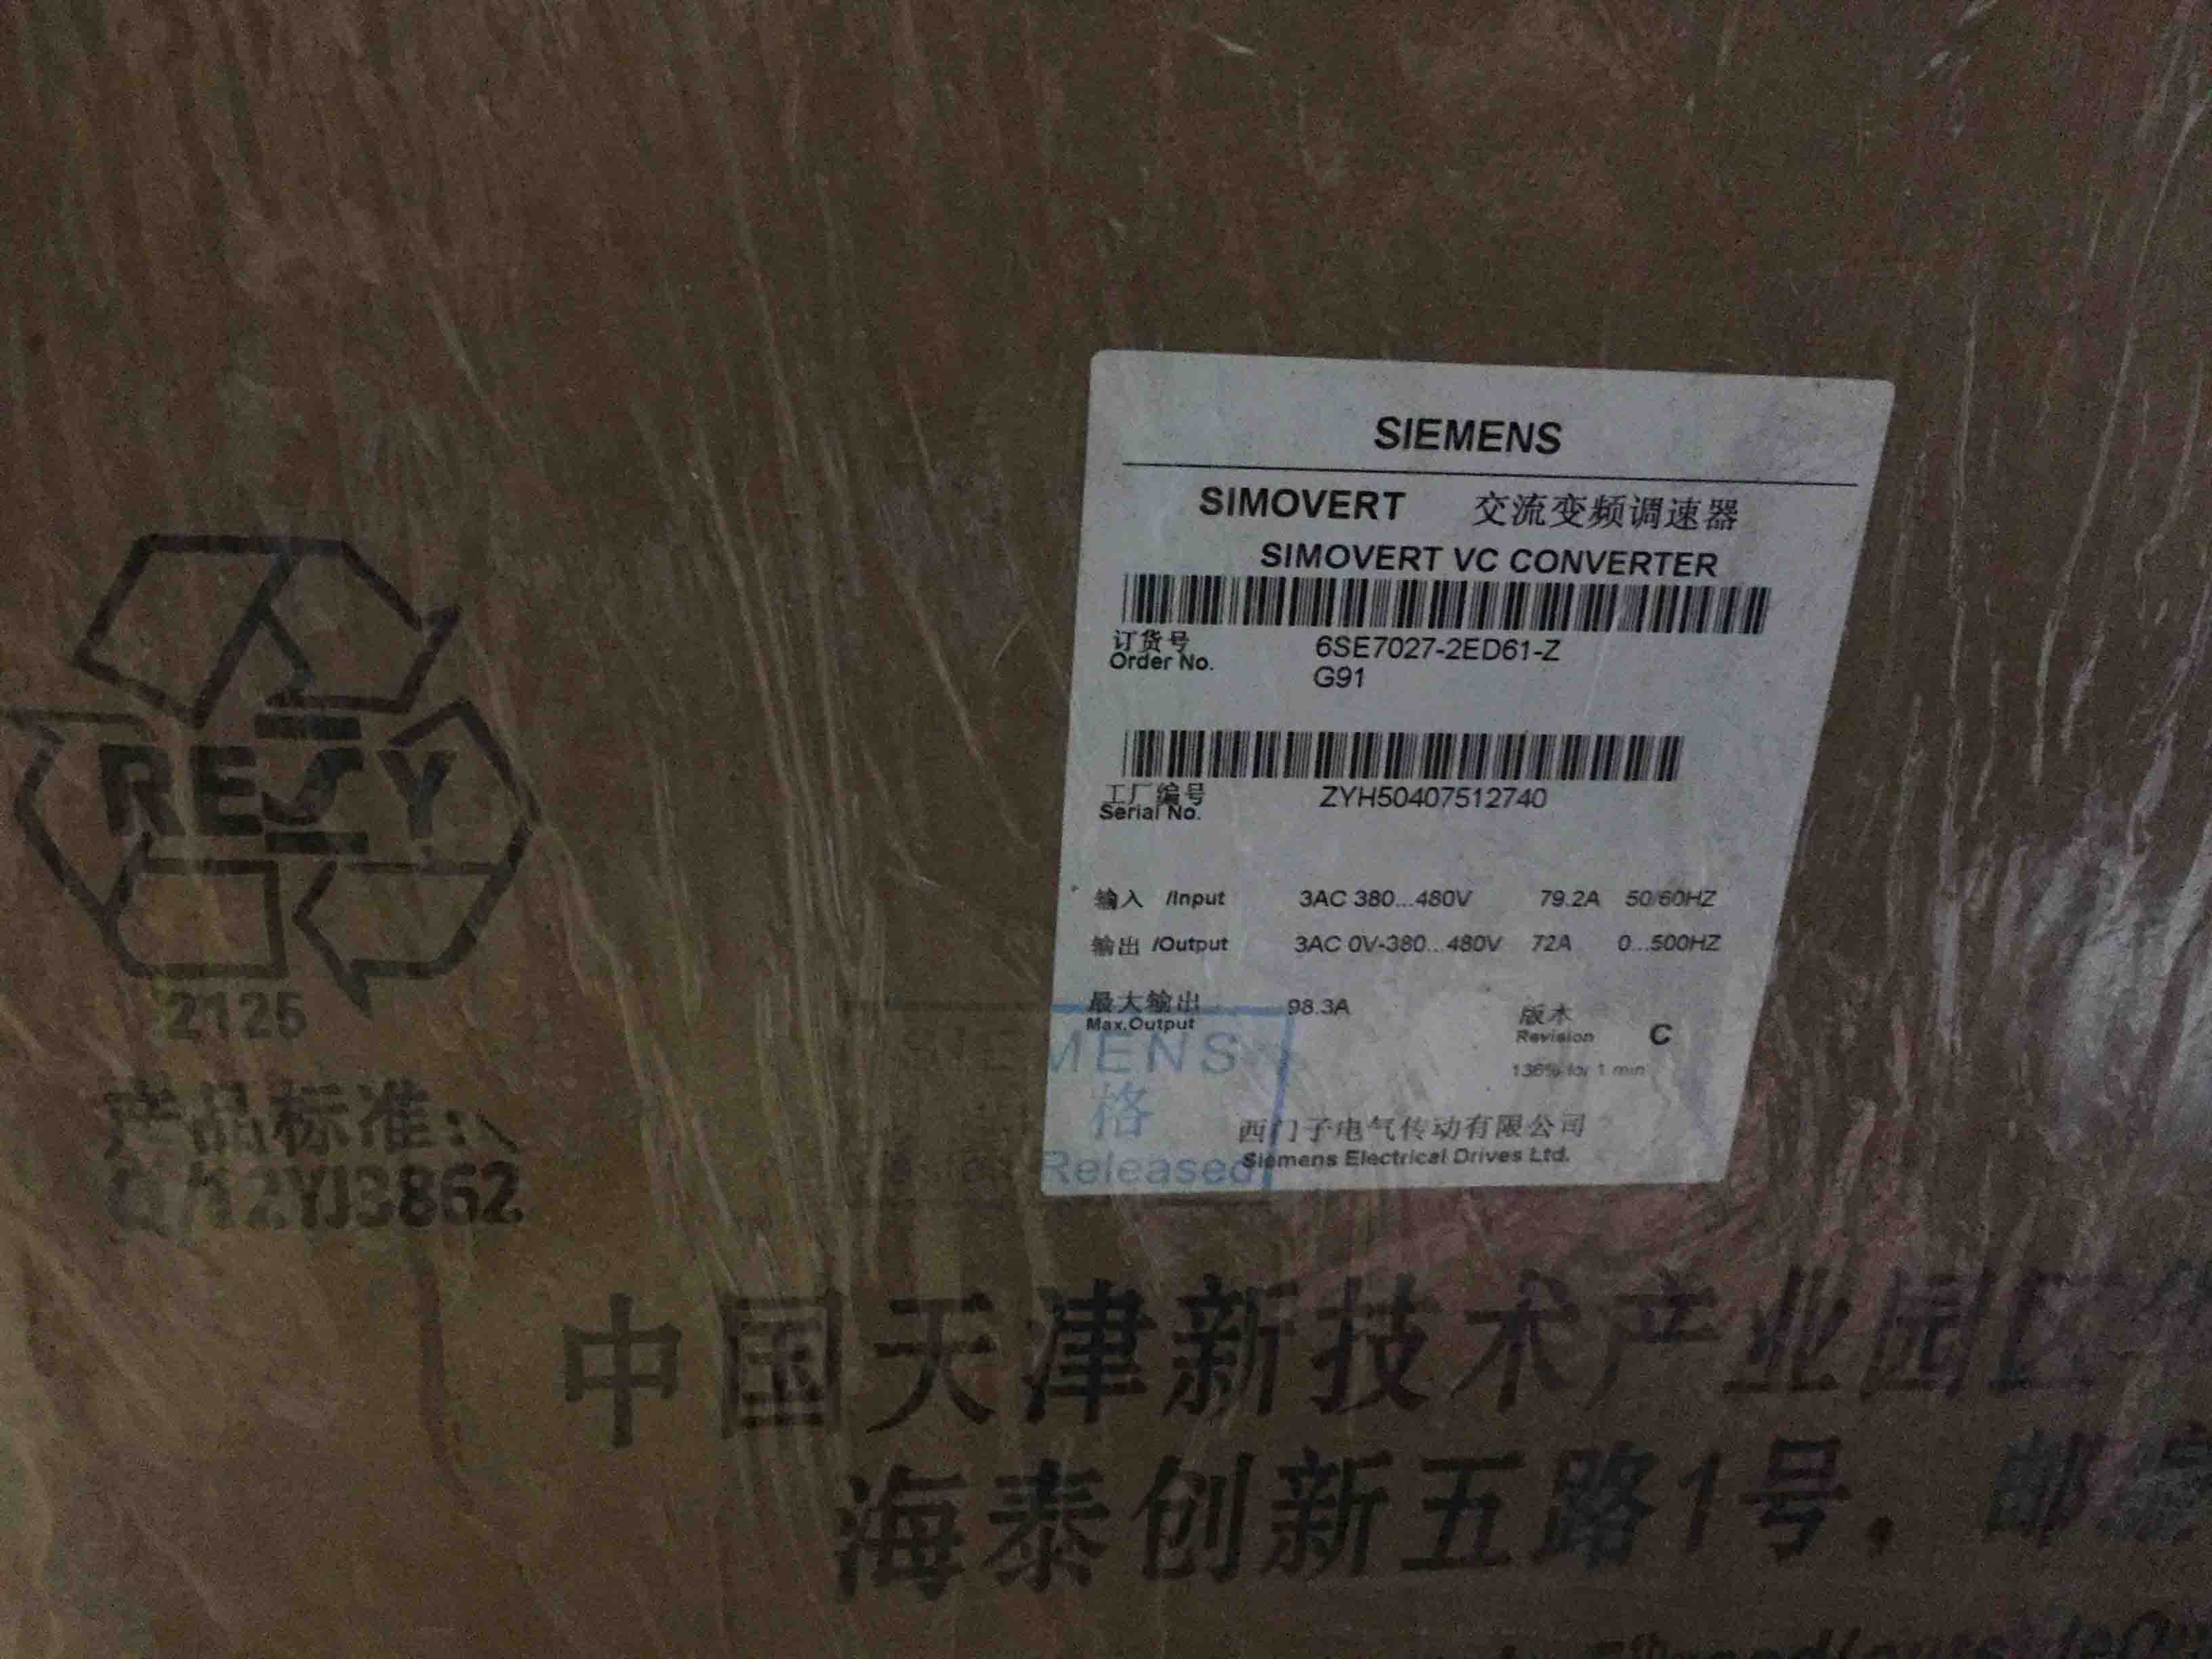 SIEMENS
SIMOVERT 交流变频调速器
SIMOVERT VC CONVERTER
订货号 6SE7027-2ED61-Z
Order No. G91
工厂编号 ZYH50407512740
Serial No.
输入 /Input 3AC 380...480V 79.2A 50/60HZ
输出 /Output 3AC 0V-380...480V 72A 0...500HZ
最大输出 98.3A 版本
Max.Output Revision C
136% for 1 min
西门子电气传动有限公司
Siemens Electrical Drives Ltd.
SIEMENS
格
Released
RESY
2125
产品标准:
Q/12YJ3862
中国天津新技术产业园区
海泰创新五路1号，邮编